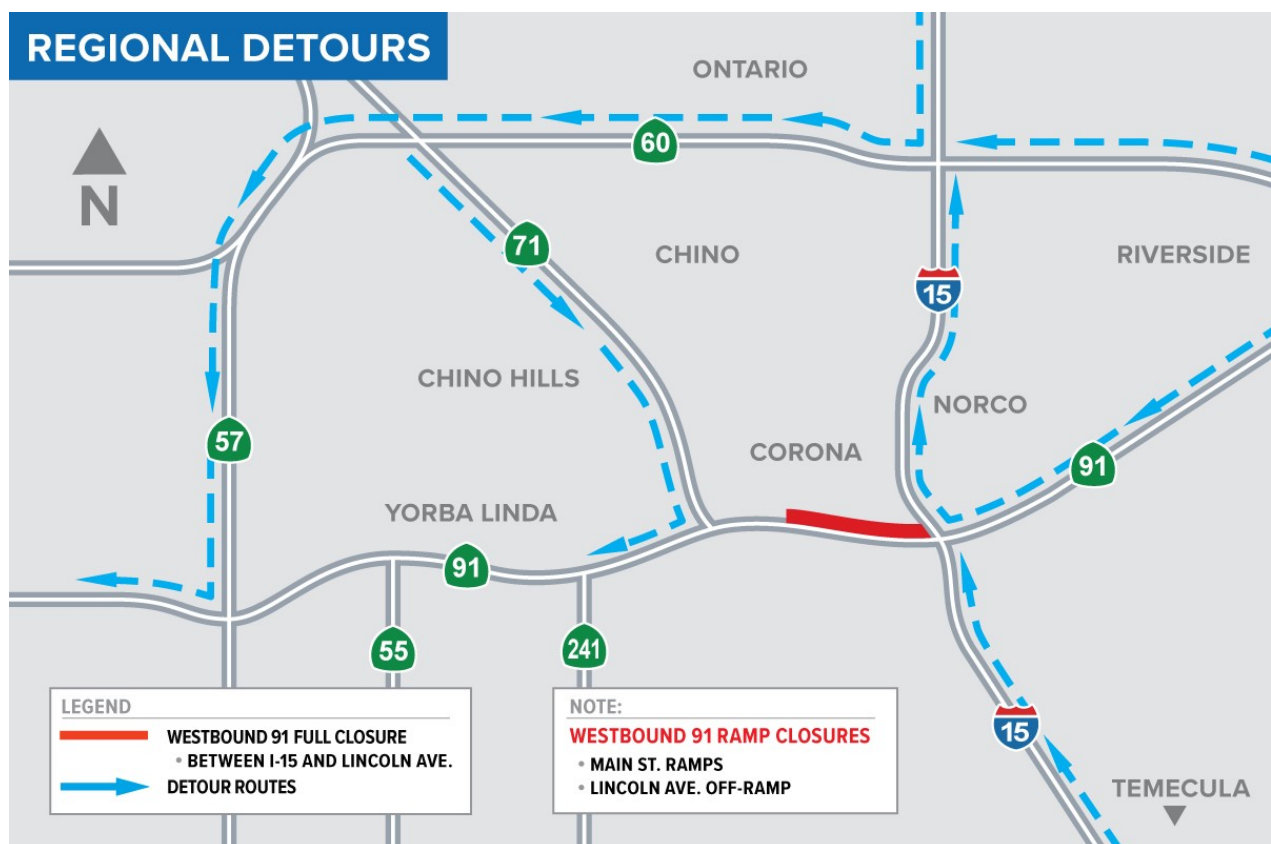 REGIONAL DETOURS
ONTARIO
60
N
71
CHINO
RIVERSIDE
15
CHINO HILLS
NORCO
57
CORONA
91
YORBA LINDA
91
55
241
15
LEGEND
WESTBOUND 91 FULL CLOSURE
• BETWEEN I-15 AND LINCOLN AVE.
DETOUR ROUTES
NOTE:
WESTBOUND 91 RAMP CLOSURES
• MAIN ST. RAMPS
• LINCOLN AVE. OFF-RAMP
TEMECULA